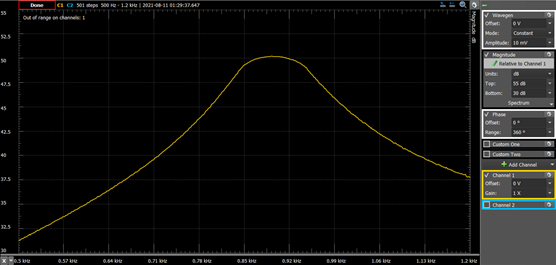 Done C1 C2 501 steps 500 Hz - 1.2 kHz | 2021-08-11 01:29:37.647
Out of range on channels: 1
55
52.5
50
47.5
45
42.5
40
37.5
35
32.5
30
Magnitude
dB
X
0.5 kHz 0.57 kHz 0.64 kHz 0.71 kHz 0.78 kHz 0.85 kHz 0.92 kHz 0.99 kHz 1.06 kHz 1.13 kHz 1.2 kHz
Wavegen
Offset: 0 V
Mode: Constant
Amplitude: 10 mV
Magnitude
Relative to Channel 1
Units: dB
Top: 55 dB
Bottom: 30 dB
Spectrum
Phase
Offset: 0 °
Range: 360 °
Custom One
Custom Two
Add Channel
Channel 1
Offset: 0 V
Gain: 1 X
Channel 2